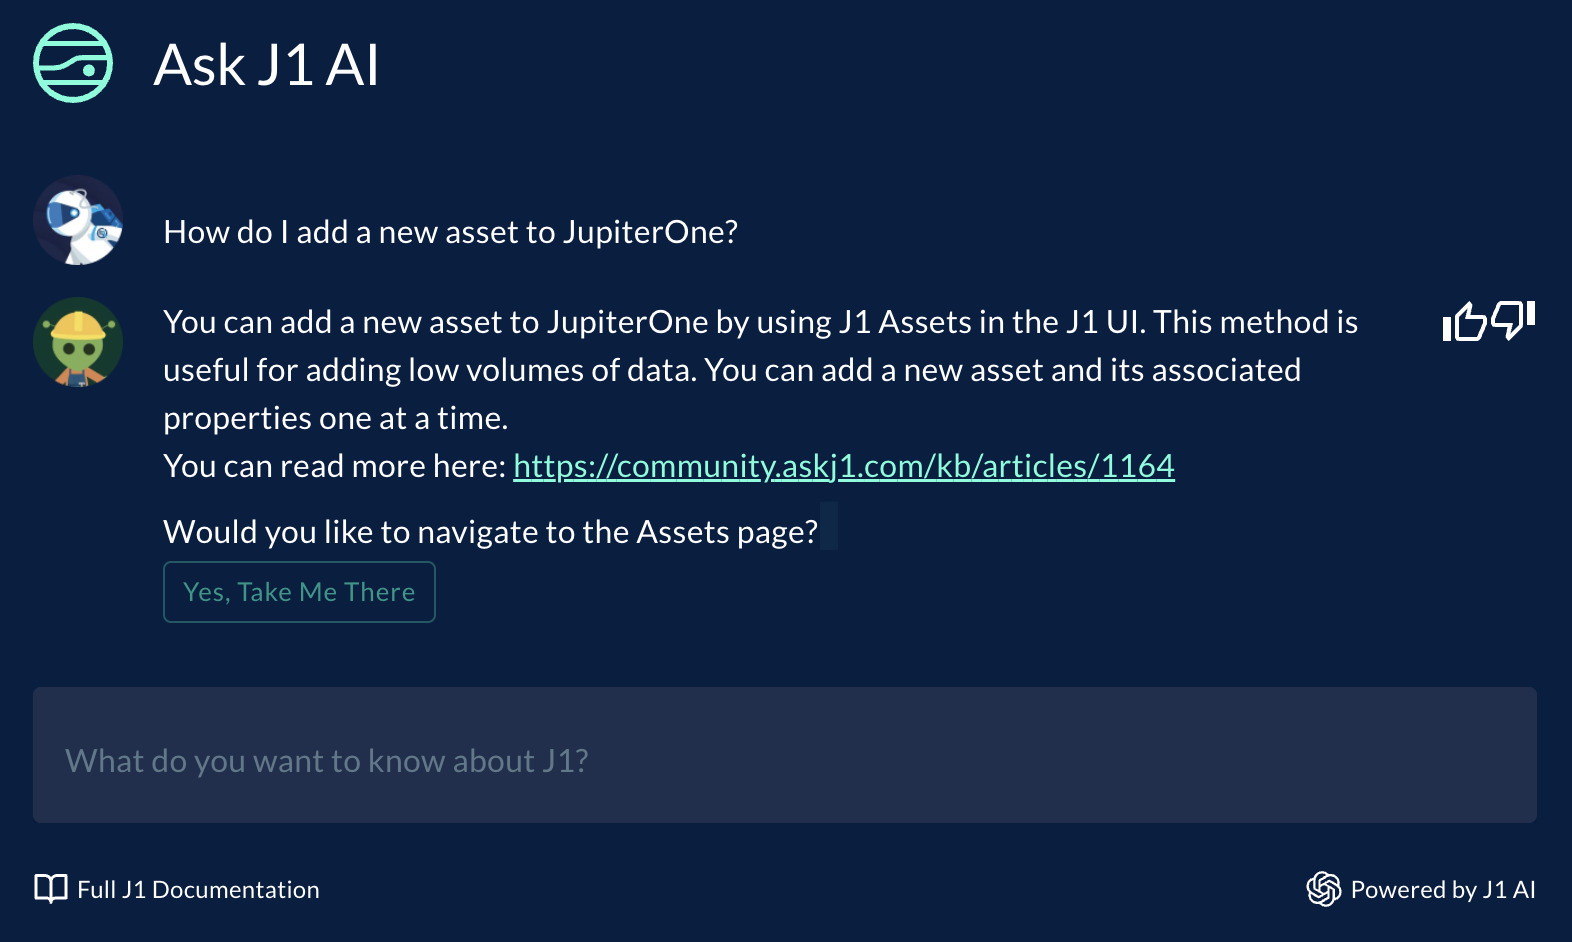 Ask J1 AI
How do I add a new asset to JupiterOne?
You can add a new asset to JupiterOne by using J1 Assets in the J1 UI. This method is
useful for adding low volumes of data. You can add a new asset and its associated
properties one at a time.
You can read more here: https://community.askj1.com/kb/articles/1164
Would you like to navigate to the Assets page?
Yes, Take Me There
What do you want to know about J1?
Full J1 Documentation
Powered by J1 AI